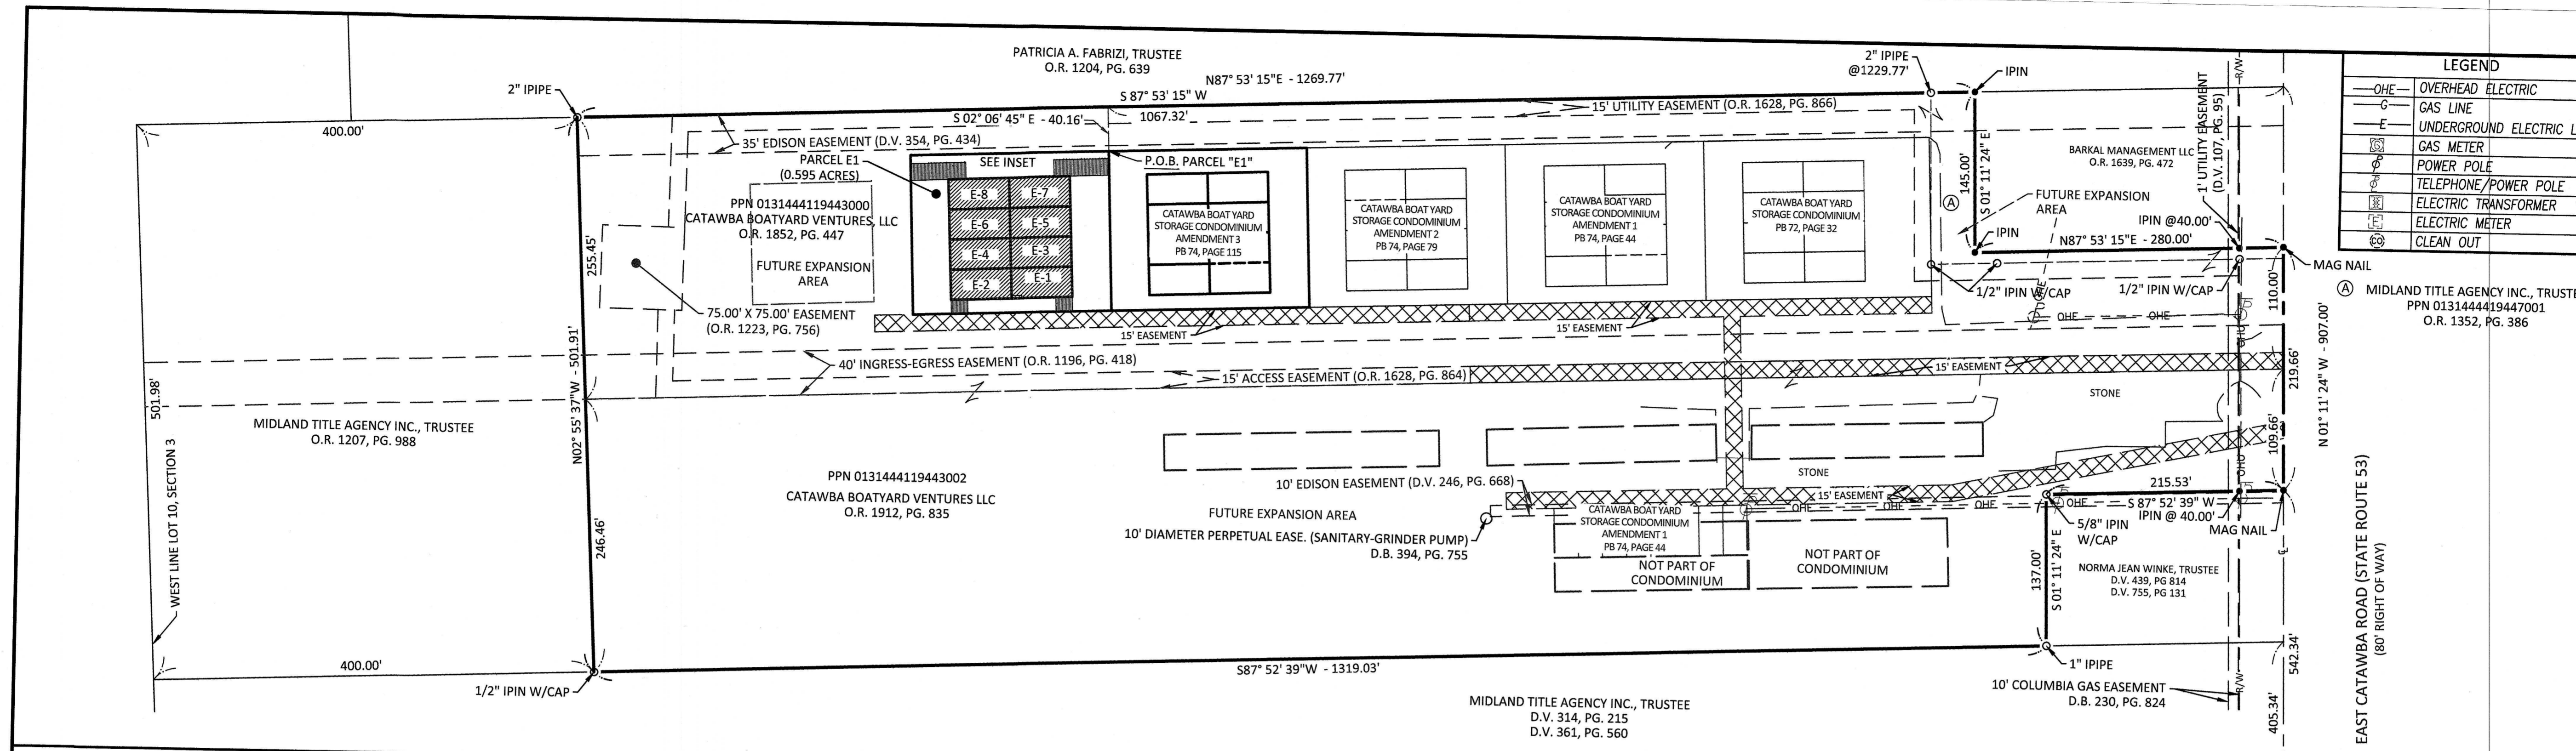 PATRICIA A. FABRIZI, TRUSTEE
O.R. 1204, PG. 639
N87° 53' 15"E - 1269.77'
S 87° 53' 15" W
1067.32'
2" IPIPE
2" IPIPE
@1229.77'
IPIN
400.00'
35' EDISON EASEMENT (D.V. 354, PG. 434)
S 02° 06' 45" E - 40.16'
15' UTILITY EASEMENT (O.R. 1628, PG. 866)
PARCEL E1
(0.595 ACRES)
SEE INSET
P.O.B. PARCEL "E1"
E-8
E-7
E-6
E-5
E-4
E-3
E-2
E-1
PPN 0131444119443000
CATAWBA BOATYARD VENTURES, LLC
O.R. 1852, PG. 447
FUTURE EXPANSION
AREA
CATAWBA BOAT YARD
STORAGE CONDOMINIUM
AMENDMENT 3
PB 74, PAGE 115
CATAWBA BOAT YARD
STORAGE CONDOMINIUM
AMENDMENT 2
PB 74, PAGE 79
CATAWBA BOAT YARD
STORAGE CONDOMINIUM
AMENDMENT 1
PB 74, PAGE 44
CATAWBA BOAT YARD
STORAGE CONDOMINIUM
PB 72, PAGE 32
145.00'
S 01° 11' 24" E
A
BARKAL MANAGEMENT LLC
O.R. 1639, PG. 472
FUTURE EXPANSION
AREA
1' UTILITY EASEMENT
(D.V. 107, PG. 95)
R/W
IPIN @40.00'
IPIN
N87° 53' 15"E - 280.00'
1/2" IPIN W/CAP
1/2" IPIN W/CAP
MAG NAIL
LEGEND
OHE OVERHEAD ELECTRIC
G GAS LINE
E UNDERGROUND ELECTRIC L
G GAS METER
P POWER POLE
TELEPHONE/POWER POLE
ELECTRIC TRANSFORMER
E ELECTRIC METER
CO CLEAN OUT
A MIDLAND TITLE AGENCY INC., TRUSTE
PPN 0131444419447001
O.R. 1352, PG. 386
255.45'
75.00' X 75.00' EASEMENT
(O.R. 1223, PG. 756)
N02° 55' 37"W - 501.91'
15' EASEMENT
15' EASEMENT
OHE
OHE
OHE
OHU
110.00'
40' INGRESS-EGRESS EASEMENT (O.R. 1196, PG. 418)
15' ACCESS EASEMENT (O.R. 1628, PG. 864)
15' EASEMENT
219.66'
N 01° 11' 24" W - 907.00'
STONE
501.98'
MIDLAND TITLE AGENCY INC., TRUSTEE
O.R. 1207, PG. 988
WEST LINE LOT 10, SECTION 3
109.66'
OHU
PPN 0131444119443002
CATAWBA BOATYARD VENTURES LLC
O.R. 1912, PG. 835
STONE
10' EDISON EASEMENT (D.V. 246, PG. 668)
15' EASEMENT
215.53'
S 87° 52' 39" W
IPIN @ 40.00'
MAG NAIL
OHE
OHE
OHE
OHE
FUTURE EXPANSION AREA
10' DIAMETER PERPETUAL EASE. (SANITARY-GRINDER PUMP)
D.B. 394, PG. 755
CATAWBA BOAT YARD
STORAGE CONDOMINIUM
AMENDMENT 1
PB 74, PAGE 44
NOT PART OF
CONDOMINIUM
NOT PART OF
CONDOMINIUM
5/8" IPIN
W/CAP
246.46'
137.00'
S 01° 11' 24" E
NORMA JEAN WINKE, TRUSTEE
D.V. 439, PG 814
D.V. 755, PG 131
EAST CATAWBA ROAD (STATE ROUTE 53)
(80' RIGHT OF WAY)
400.00'
1/2" IPIN W/CAP
S87° 52' 39"W - 1319.03'
1" IPIPE
10' COLUMBIA GAS EASEMENT
D.B. 230, PG. 824
R/W
542.34'
405.34'
MIDLAND TITLE AGENCY INC., TRUSTEE
D.V. 314, PG. 215
D.V. 361, PG. 560